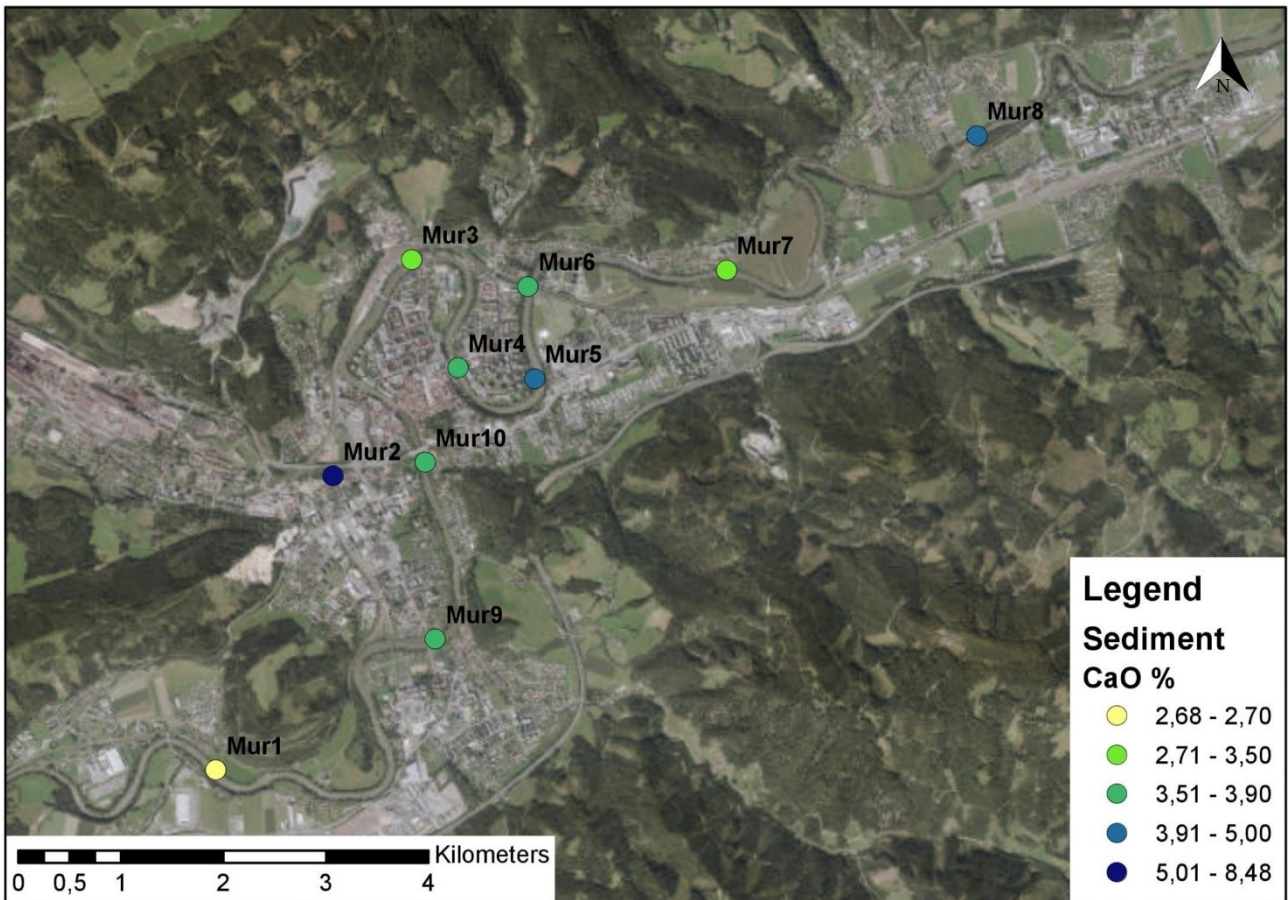 N
Mur8
Mur3
Mur7
Mur6
Mur4
Mur5
Mur10
Mur2
Mur9
Mur1
Legend
Sediment
CaO %
2,68 - 2,70
2,71 - 3,50
3,51 - 3,90
3,91 - 5,00
5,01 - 8,48
Kilometers
0 0,5 1 2 3 4